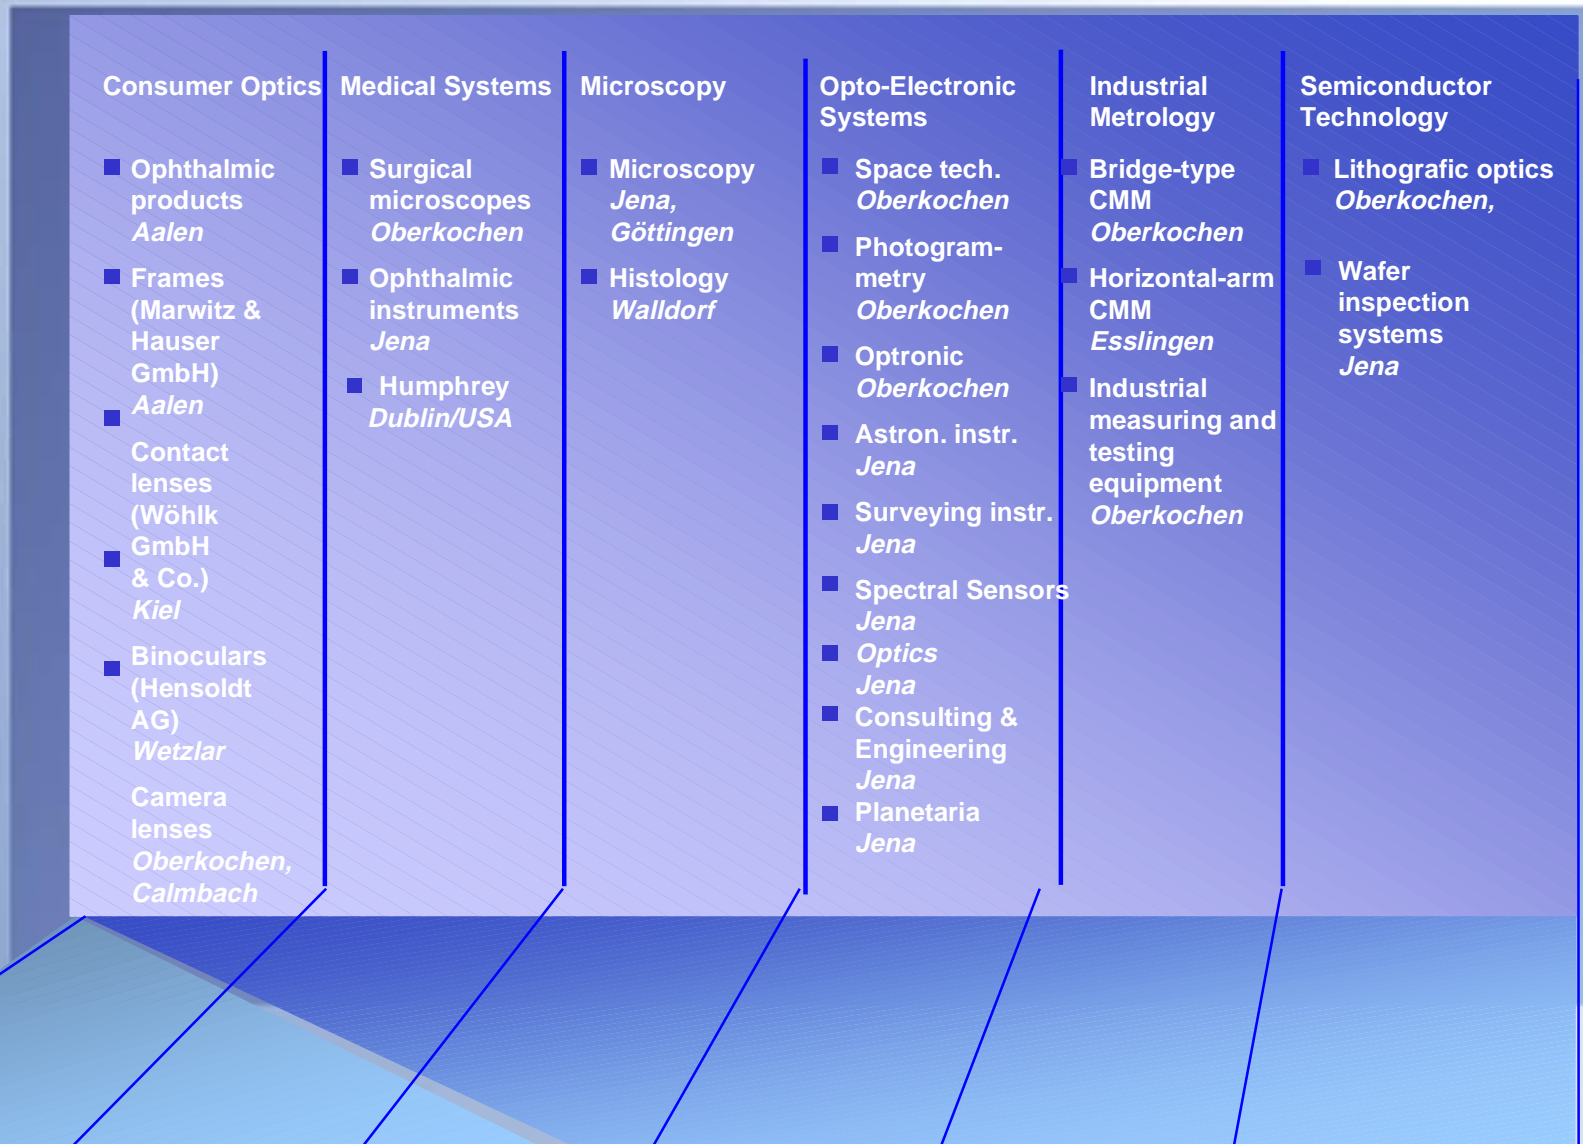 Consumer Optics
Ophthalmic
products
Aalen
Frames
(Marwitz &
Hauser
GmbH)
Aalen
Contact
lenses
(Wöhlk
GmbH
& Co.)
Kiel
Binoculars
(Hensoldt
AG)
Wetzlar
Camera
lenses
Oberkochen,
Calmbach
Medical Systems
Surgical
microscopes
Oberkochen
Ophthalmic
instruments
Jena
Humphrey
Dublin/USA
Microscopy
Microscopy
Jena,
Göttingen
Histology
Walldorf
Opto-Electronic
Systems
Space tech.
Oberkochen
Photogram-
metry
Oberkochen
Optronic
Oberkochen
Astron. instr.
Jena
Surveying instr.
Jena
Spectral Sensors
Jena
Optics
Jena
Consulting &
Engineering
Jena
Planetaria
Jena
Industrial
Metrology
Bridge-type
CMM
Oberkochen
Horizontal-arm
CMM
Esslingen
Industrial
measuring and
testing
equipment
Oberkochen
Semiconductor
Technology
Lithografic optics
Oberkochen,
Wafer
inspection
systems
Jena